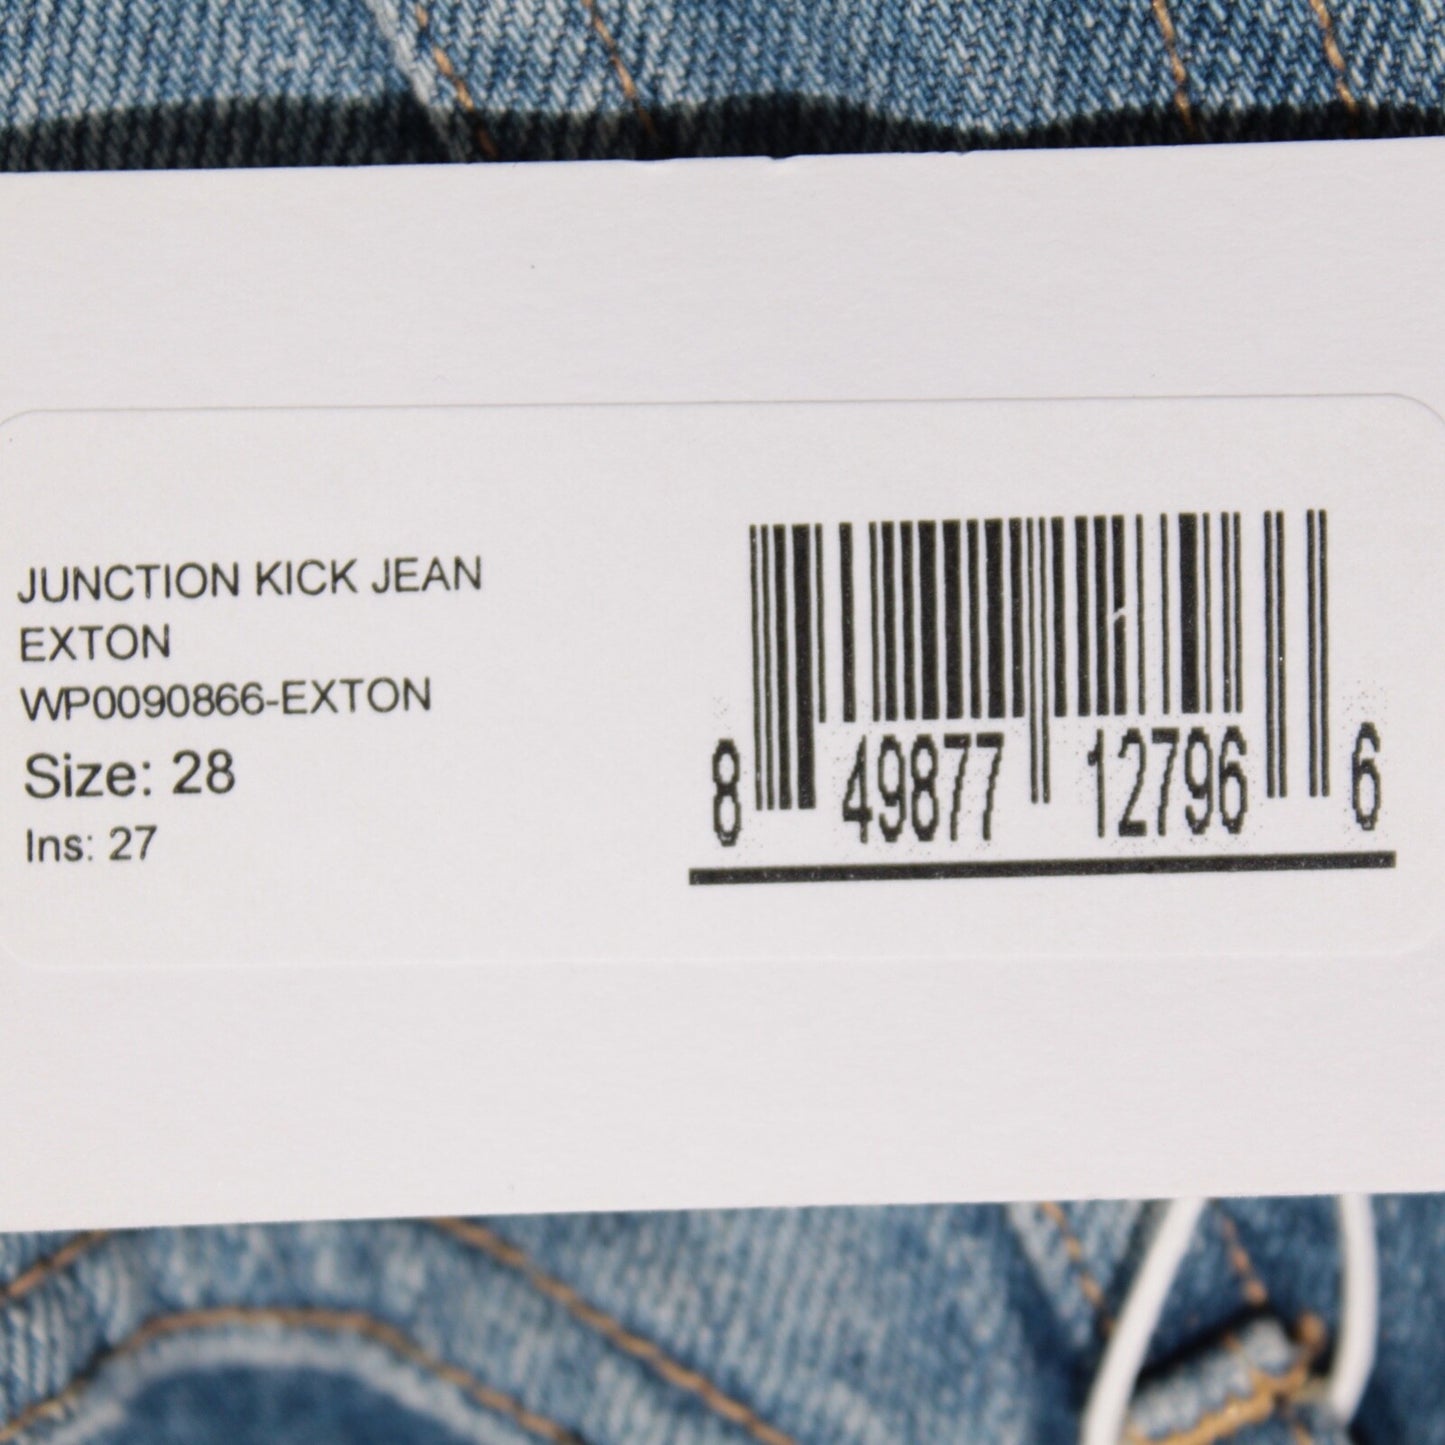 JUNCTION KICK JEAN
EXTON
WP0090866-EXTON
Size: 28
Ins: 27
8 49877 12796 6